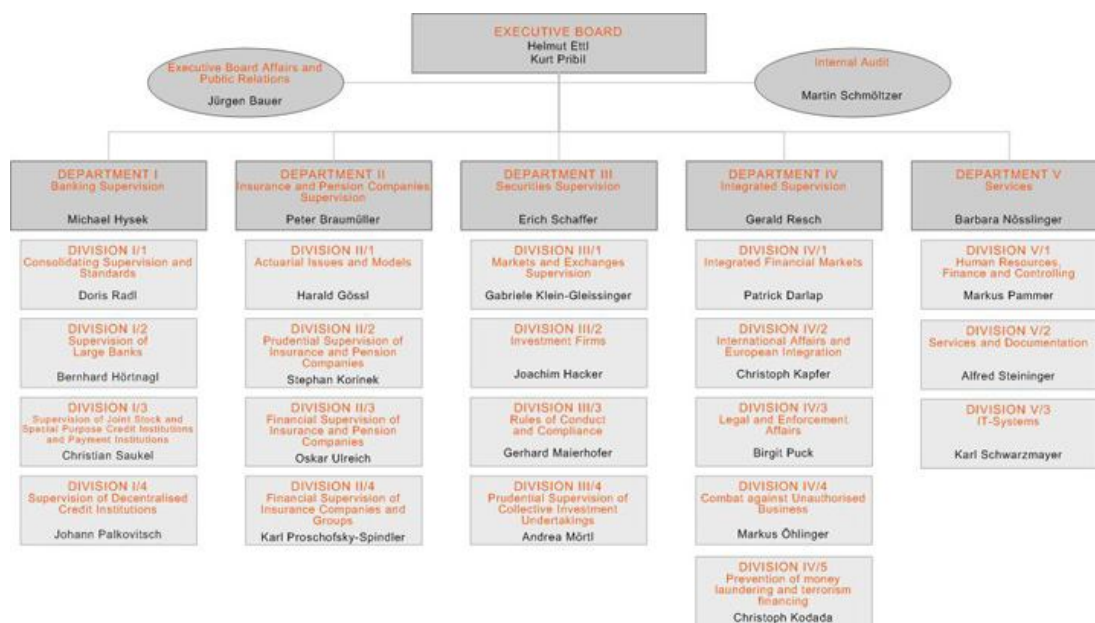 EXECUTIVE BOARD
Helmut Ettl
Kurt Pribil
Executive Board Affairs and
Public Relations
Jürgen Bauer
Internal Audit
Martin Schmöltzer
DEPARTMENT I
Banking Supervision
Michael Hysek
DIVISION I/1
Consolidating Supervision and
Standards
Doris Radl
DIVISION I/2
Supervision of
Large Banks
Bernhard Hörtnagl
DIVISION I/3
Supervision of Joint Stock and
Special Purpose Credit Institutions
and Payment Institutions
Christian Saukel
DIVISION I/4
Supervision of Decentralised
Credit Institutions
Johann Palkovitsch
DEPARTMENT II
Insurance and Pension Companies
Supervision
Peter Braumüller
DIVISION II/1
Actuarial Issues and Models
Harald Gössl
DIVISION II/2
Prudential Supervision of
Insurance and Pension
Companies
Stephan Korinek
DIVISION II/3
Financial Supervision of
Insurance and Pension
Companies
Oskar Ulreich
DIVISION II/4
Financial Supervision of
Insurance Companies and
Groups
Karl Proschofsky-Spindler
DEPARTMENT III
Securities Supervision
Erich Schaffer
DIVISION III/1
Markets and Exchanges
Supervision
Gabriele Klein-Gleissinger
DIVISION III/2
Investment Firms
Joachim Hacker
DIVISION III/3
Rules of Conduct
and Compliance
Gerhard Maierhofer
DIVISION III/4
Prudential Supervision of
Collective Investment
Undertakings
Andrea Mörtl
DEPARTMENT IV
Integrated Supervision
Gerald Resch
DIVISION IV/1
Integrated Financial Markets
Patrick Darlap
DIVISION IV/2
International Affairs and
European Integration
Christoph Kapfer
DIVISION IV/3
Legal and Enforcement
Affairs
Birgit Puck
DIVISION IV/4
Combat against Unauthorised
Business
Markus Öhlinger
DIVISION IV/5
Prevention of money
laundering and terrorism
financing
Christoph Kodada
DEPARTMENT V
Services
Barbara Nösslinger
DIVISION V/1
Human Resources,
Finance and Controlling
Markus Pammer
DIVISION V/2
Services and Documentation
Alfred Steininger
DIVISION V/3
IT-Systems
Karl Schwarzmayer